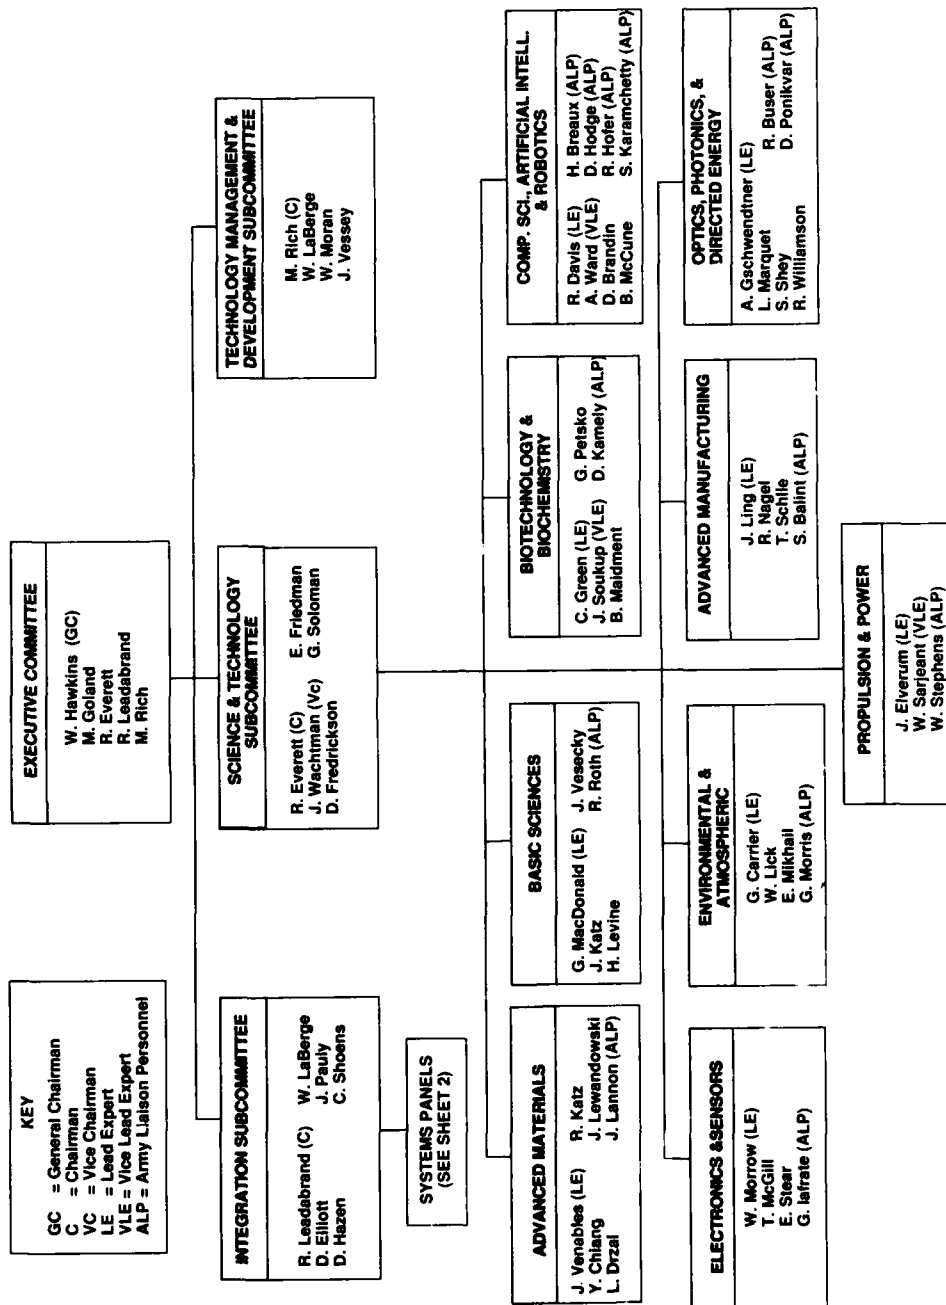 KEY
GC = General Chairman
C = Chairman
VC = Vice Chairman
LE = Lead Expert
VLE = Vice Lead Expert
ALP = Army Liaison Personnel
EXECUTIVE COMMITTEE
W. Hawkins (GC)
M. Goland
R. Everett
R. Leadabrand
M. Rich
INTEGRATION SUBCOMMITTEE
R. Leadabrand (C) W. LaBerge
D. Elliott J. Pauly
D. Hazen C. Shoens
SYSTEMS PANELS
(SEE SHEET 2)
SCIENCE & TECHNOLOGY
SUBCOMMITTEE
R. Everett (C) E. Friedman
J. Wachtman (Vc) G. Soloman
D. Fredrickson
TECHNOLOGY MANAGEMENT &
DEVELOPMENT SUBCOMMITTEE
M. Rich (C)
W. LaBerge
W. Moran
J. Vessey
ADVANCED MATERIALS
J. Venables (LE) R. Katz
Y. Chiang J. Lewandowski
L. Drzal J. Lannon (ALP)
BASIC SCIENCES
G. MacDonald (LE) J. Vesecky
J. Katz R. Roth (ALP)
H. Levine
BIOTECHNOLOGY &
BIOCHEMISTRY
C. Green (LE) G. Petsko
J. Soukup (VLE) D. Kamely (ALP)
B. Maidment
COMP. SCI., ARTIFICIAL INTELL.
& ROBOTICS
R. Davis (LE) H. Breaux (ALP)
A. Ward (VLE) D. Hodge (ALP)
D. Brandin R. Hofer (ALP)
B. McCune S. Karamchetty (ALP)
ELECTRONICS &SENSORS
W. Morrow (LE)
T. McGill
E. Stear
G. Iafrate (ALP)
ENVIRONMENTAL &
ATMOSPHERIC
G. Carrier (LE)
W. Lick
E. Mikhail
G. Morris (ALP)
ADVANCED MANUFACTURING
J. Ling (LE)
R. Nagel
T. Schlie
S. Balint (ALP)
OPTICS, PHOTONICS, &
DIRECTED ENERGY
A. Gschwendtner (LE)
L. Marquet
S. Shey R. Buser (ALP)
R. Williamson D. Ponikvar (ALP)
PROPULSION & POWER
J. Elverum (LE)
W. Sarjeant (VLE)
W. Stephens (ALP)